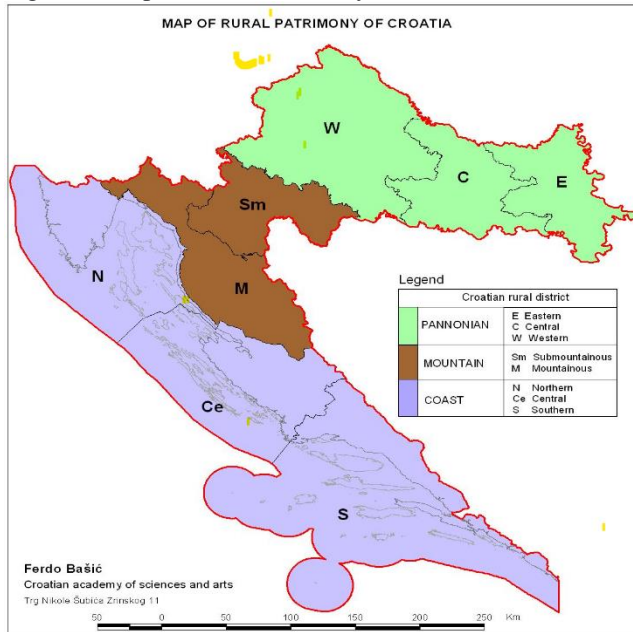 MAP OF RURAL PATRIMONY OF CROATIA
W
C
E
Sm
M
N
Ce
S
Legend
Croatian rural district
PANNONIAN
E Eastern
C Central
W Western
MOUNTAIN
Sm Submountainous
M Mountainous
COAST
N Northern
Ce Central
S Southern
Ferdo Bašić
Croatian academy of sciences and arts
Trg Nikole Šubića Zrinskog 11
50 0 50 100 150 200 250 Km